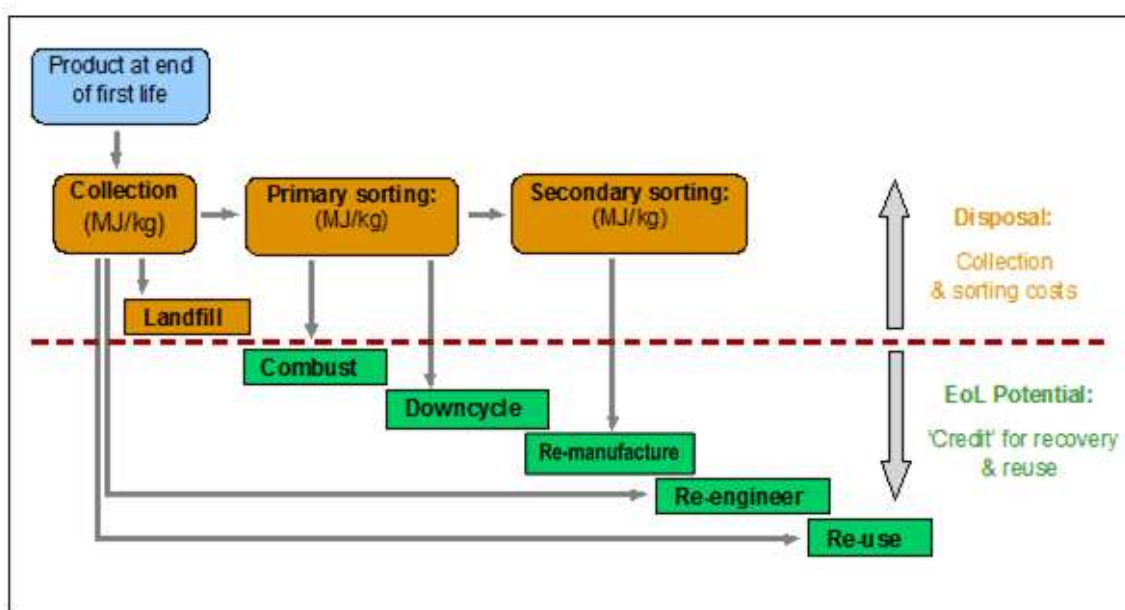 Product at end
of first life
Collection
(MJ/kg)
Primary sorting:
(MJ/kg)
Secondary sorting:
(MJ/kg)
Disposal:
Collection
& sorting costs
Landfill
Combust
Downcycle
Re-manufacture
Re-engineer
Re-use
EoL Potential:
'Credit' for recovery
& reuse